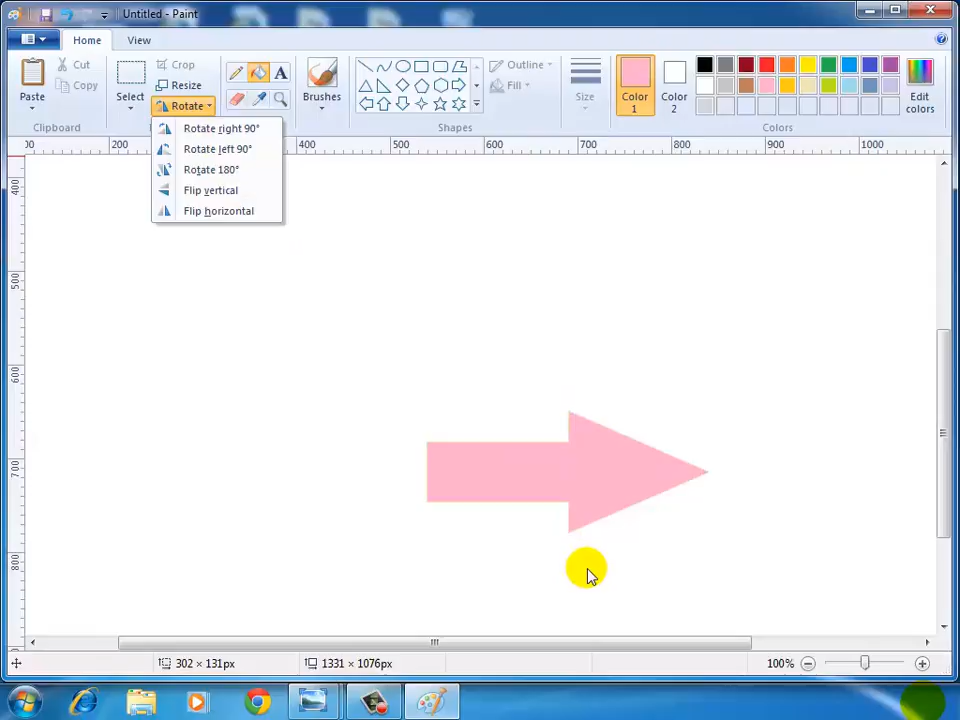 Untitled - Paint
Home View
Paste
Cut
Copy
Clipboard
Select
Crop
Resize
Rotate
A
Brushes
Outline
Fill
Shapes
Size
Color 1
Color 2
Edit colors
Colors
Rotate right 90°
Rotate left 90°
Rotate 180°
Flip vertical
Flip horizontal
200 400 500 600 700 800 900 1000
400
500
600
700
800
302 × 131px
1331 × 1076px
100%